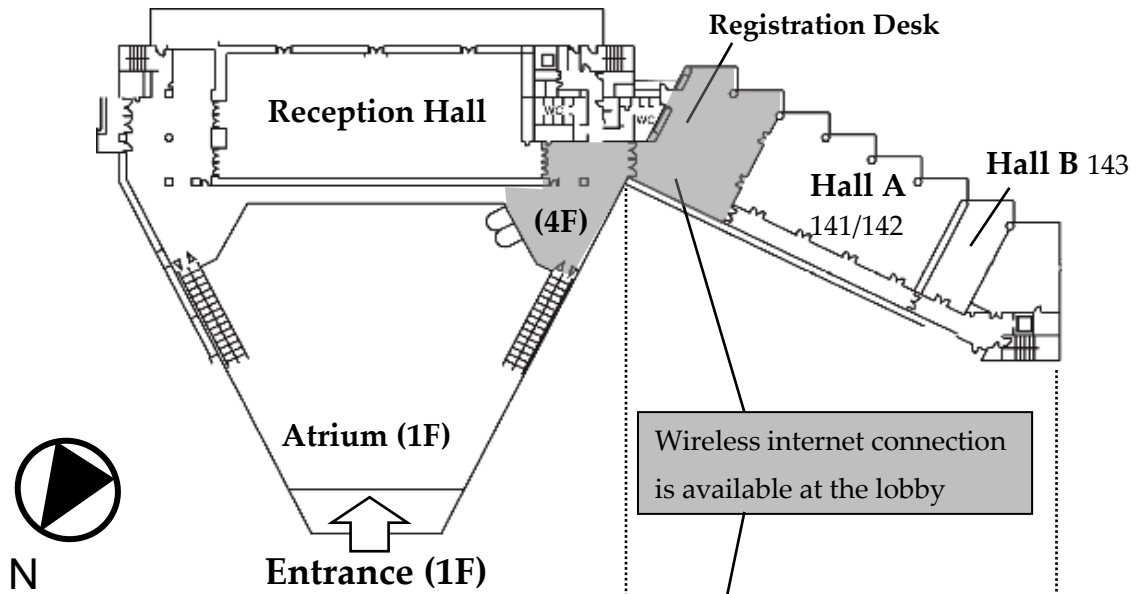 Registration Desk
Reception Hall
WC
WC
Hall B 143
Hall A
141/142
(4F)
Atrium (1F)
Wireless internet connection
is available at the lobby
N
Entrance (1F)